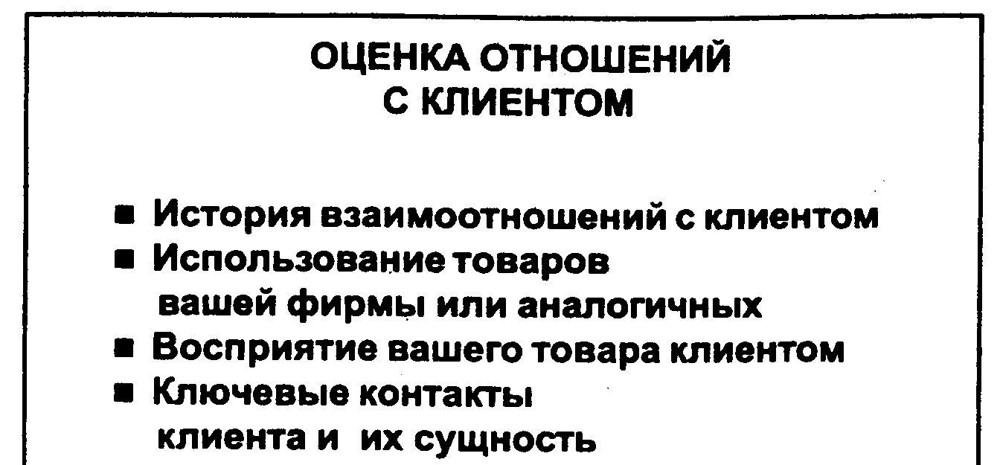 ОЦЕНКА ОТНОШЕНИЙ
С КЛИЕНТОМ
■ История взаимоотношений с клиентом
■ Использование товаров
вашей фирмы или аналогичных
■ Восприятие вашего товара клиентом
■ Ключевые контакты
клиента и их сущность